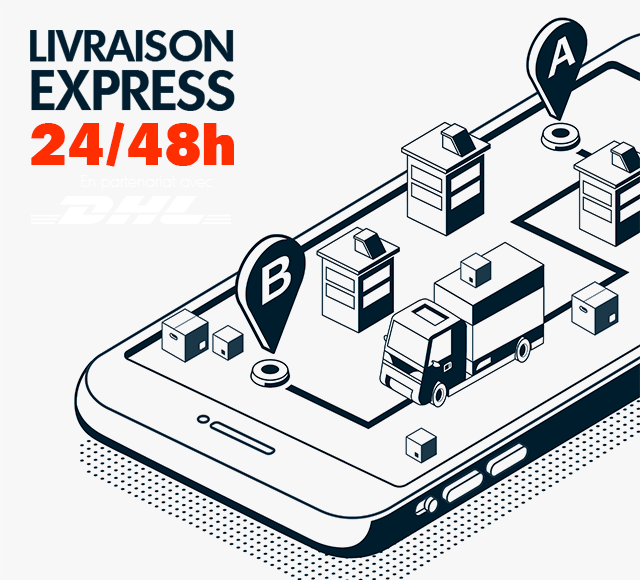 LIVRAISON
EXPRESS
24/48h
En partenariat avec
DHL
A
B